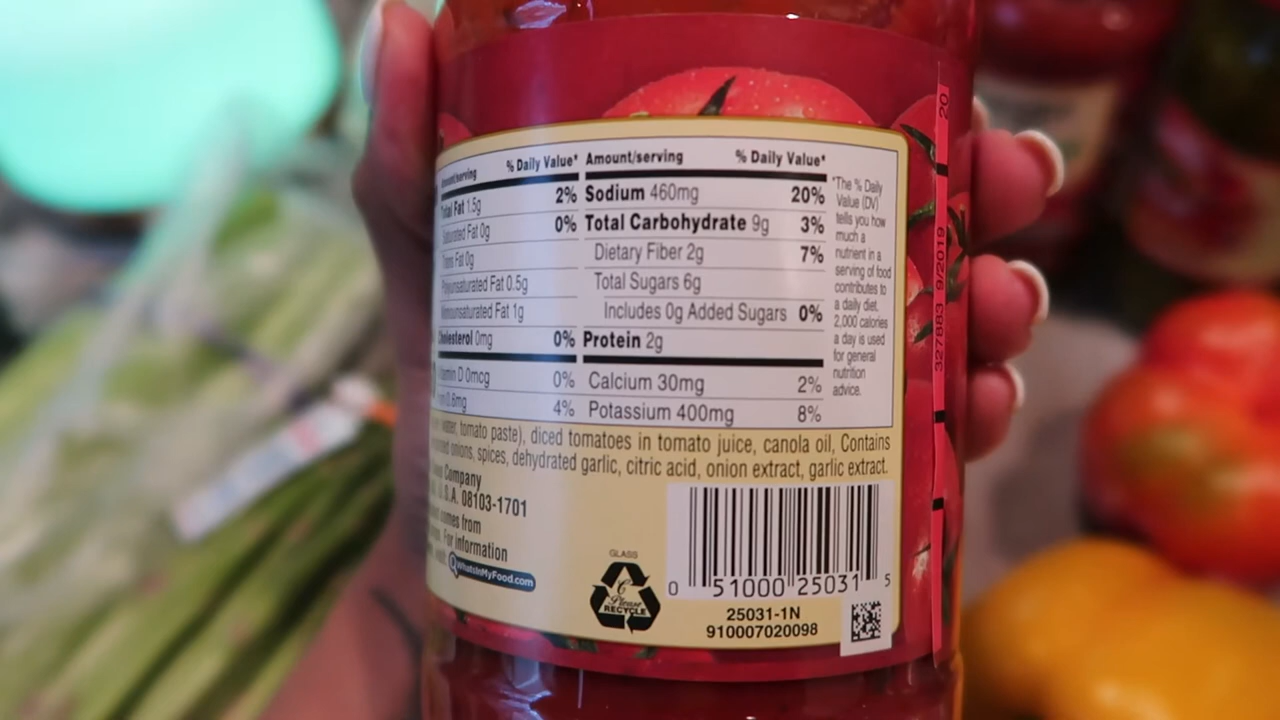 Amount/serving % Daily Value*
Total Fat 1.5g 2%
Saturated Fat 0g 0%
Trans Fat 0g
Polyunsaturated Fat 0.5g
Monounsaturated Fat 1g
Cholesterol 0mg 0%
Vitamin D 0mcg 0%
0.6mg 4%
Amount/serving % Daily Value*
Sodium 460mg 20%
Total Carbohydrate 9g 3%
Dietary Fiber 2g 7%
Total Sugars 6g
Includes 0g Added Sugars 0%
Protein 2g
Calcium 30mg 2%
Potassium 400mg 8%
*The % Daily
Value (DV)
tells you how
much a
nutrient in a
serving of food
contributes to
a daily diet.
2,000 calories
a day is used
for general
nutrition
advice.
water, tomato paste), diced tomatoes in tomato juice, canola oil, Contains
onions, spices, dehydrated garlic, citric acid, onion extract, garlic extract.
Company
U.S.A. 08103-1701
comes from
For information
WhatsInMyFood.com
GLASS
Please
RECYCLE
0 51000 25031 5
25031-1N
910007020098
327883 9/2019 20